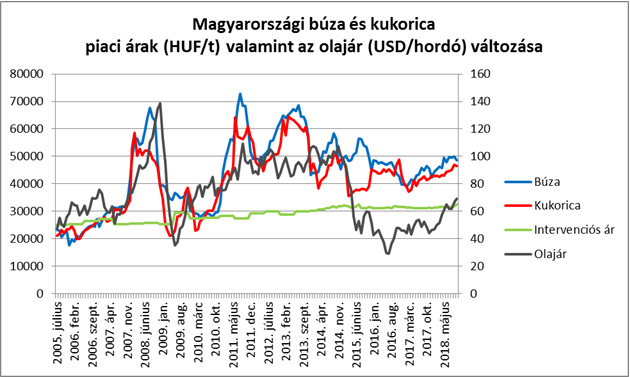 Magyarországi búza és kukorica
piaci árak (HUF/t) valamint az olajár (USD/hordó) változása
80000
70000
60000
50000
40000
30000
20000
10000
0
160
140
120
100
80
60
40
20
0
2005. július
2006. febr.
2006. szept.
2007. ápr.
2007. nov.
2008. június
2009. jan.
2009. aug.
2010. márc
2010. okt.
2011. május
2011. dec.
2012. július
2013. febr.
2013. szept
2014. ápr.
2014. nov.
2015. június
2016. jan.
2016. aug.
2017. márc.
2017. okt.
2018. május
Búza
Kukorica
Intervenciós ár
Olajár